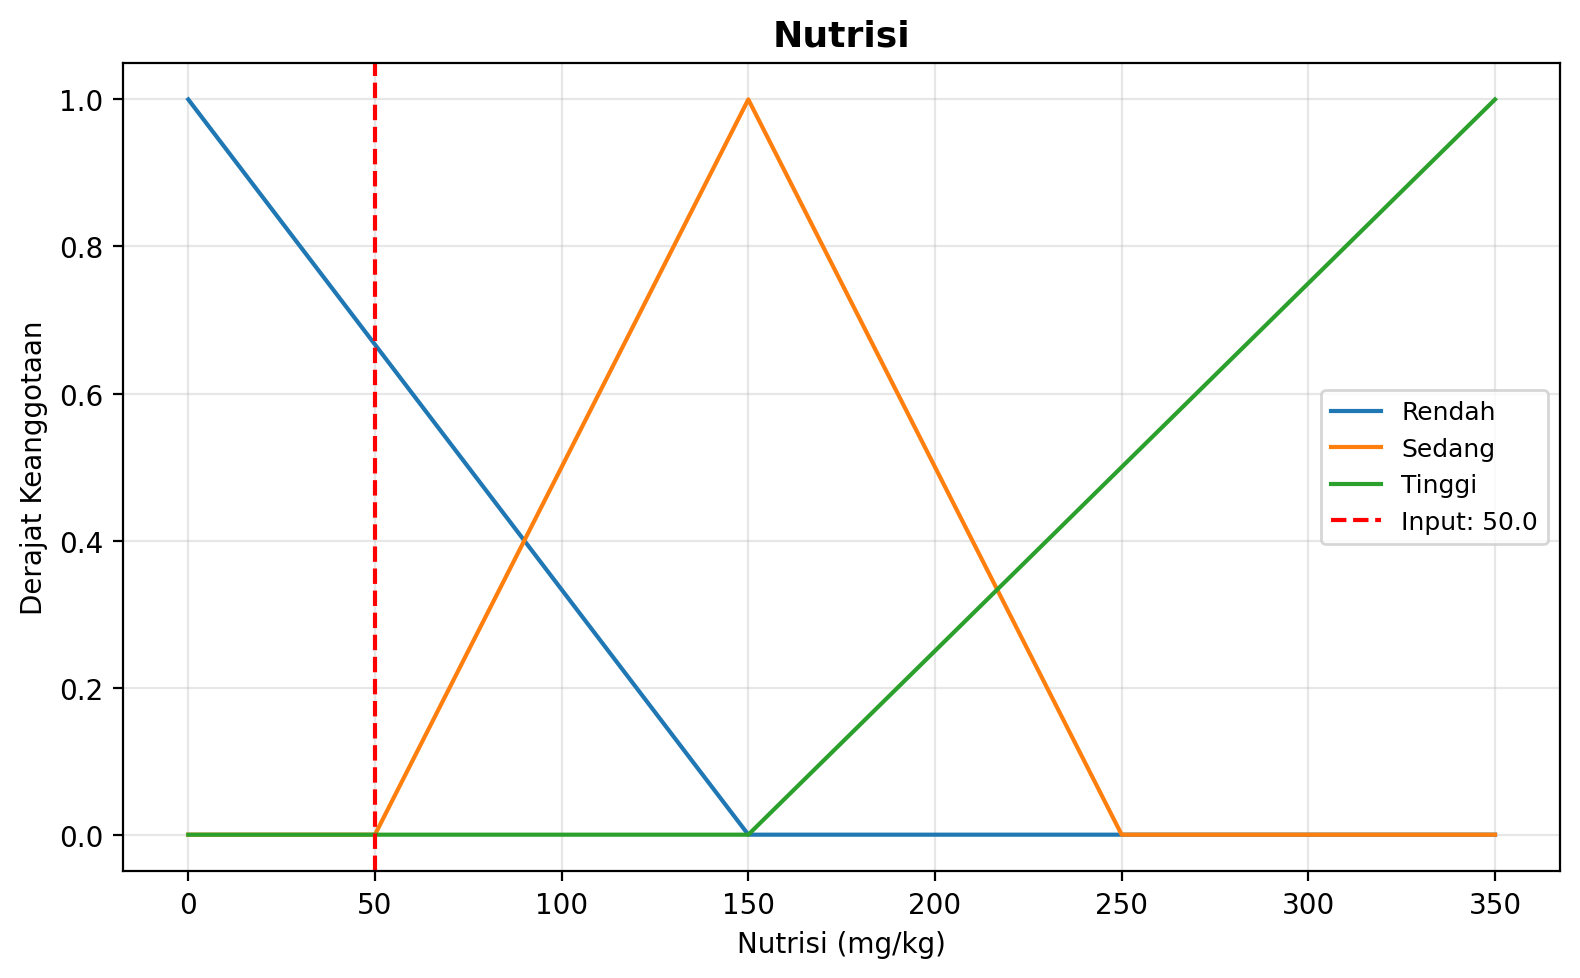 Nutrisi
Derajat Keanggotaan
1.0
0.8
0.6
0.4
0.2
0.0
Rendah
Sedang
Tinggi
Input: 50.0
0 50 100 150 200 250 300 350
Nutrisi (mg/kg)